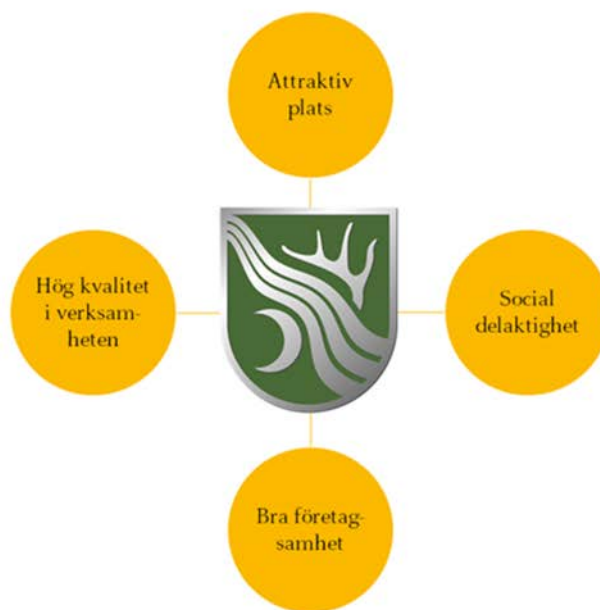 Attraktiv
plats
Hög kvalitet
i verksam-
heten
Social
delaktighet
Bra företag-
samhet